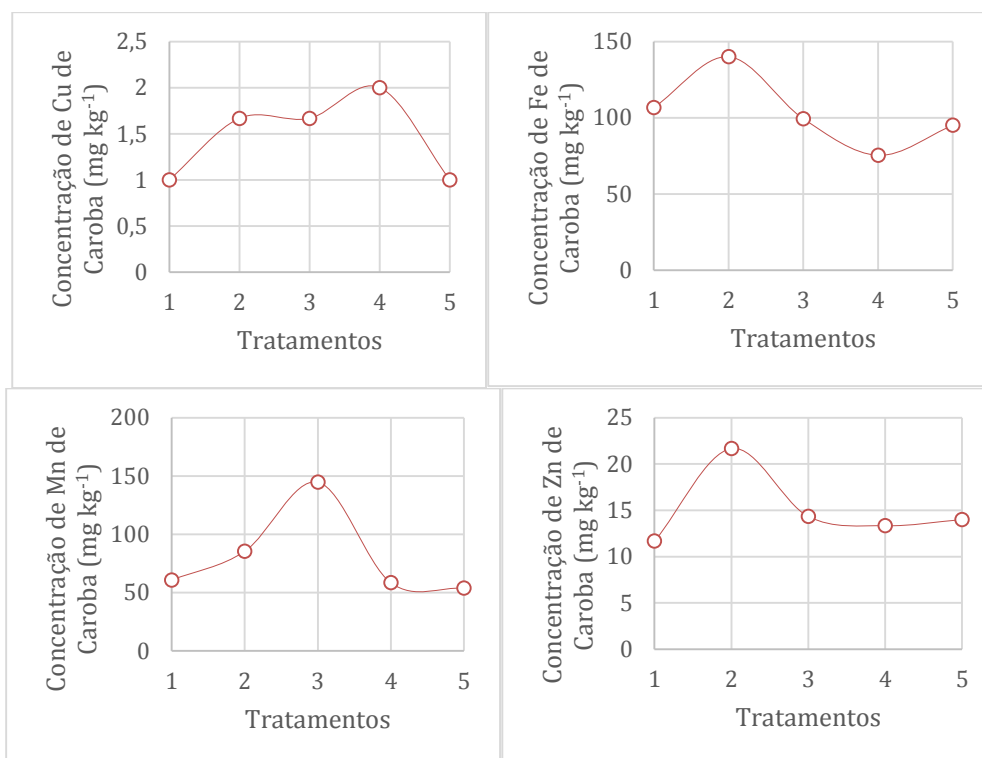 Concentração de Cu de
Caroba (mg kg-1)
2,5
2
1,5
1
0,5
0
1 2 3 4 5
Tratamentos
Concentração de Fe de
Caroba (mg kg-1)
150
100
50
0
1 2 3 4 5
Tratamentos
Concentração de Mn de
Caroba (mg kg-1)
200
150
100
50
0
1 2 3 4 5
Tratamentos
Concentração de Zn de
Caroba (mg kg-1)
25
20
15
10
5
0
1 2 3 4 5
Tratamentos